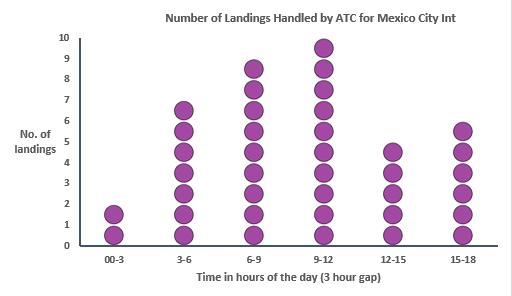 Number of Landings Handled by ATC for Mexico City Int
10
9
8
7
6
5
4
3
2
1
0
No. of
landings
00-3 3-6 6-9 9-12 12-15 15-18
Time in hours of the day (3 hour gap)